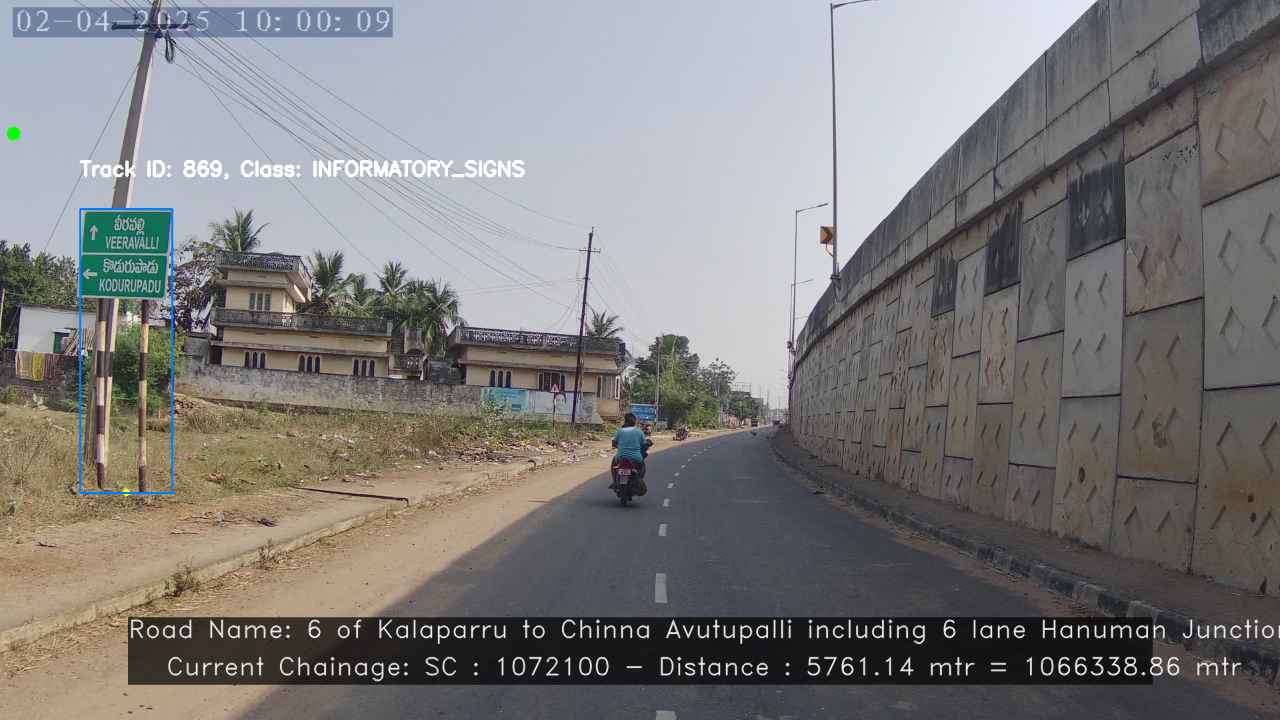 02-04-2025 10:00:09
Track ID: 869, Class: INFORMATORY_SIGNS
వీరవల్లి
VEERAVALLI
కొడురుపాడు
KODURUPADU
Road Name: 6 of Kalaparru to Chinna Avutupalli including 6 lane Hanuman Junction
Current Chainage: SC : 1072100 - Distance : 5761.14 mtr = 1066338.86 mtr